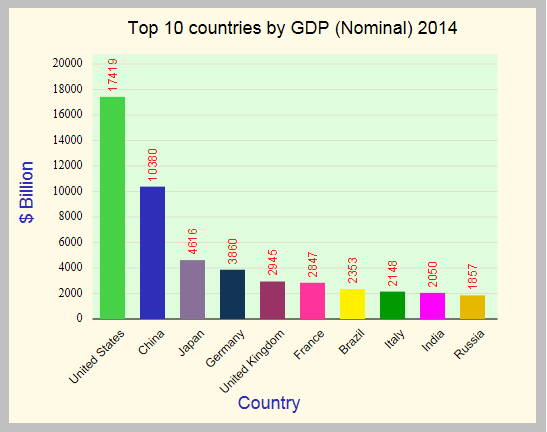 Top 10 countries by GDP (Nominal) 2014
$ Billion
20000
18000
16000
14000
12000
10000
8000
6000
4000
2000
0
17419
10380
4616
3860
2945
2847
2353
2148
2050
1857
United States
China
Japan
Germany
United Kingdom
France
Brazil
Italy
India
Russia
Country